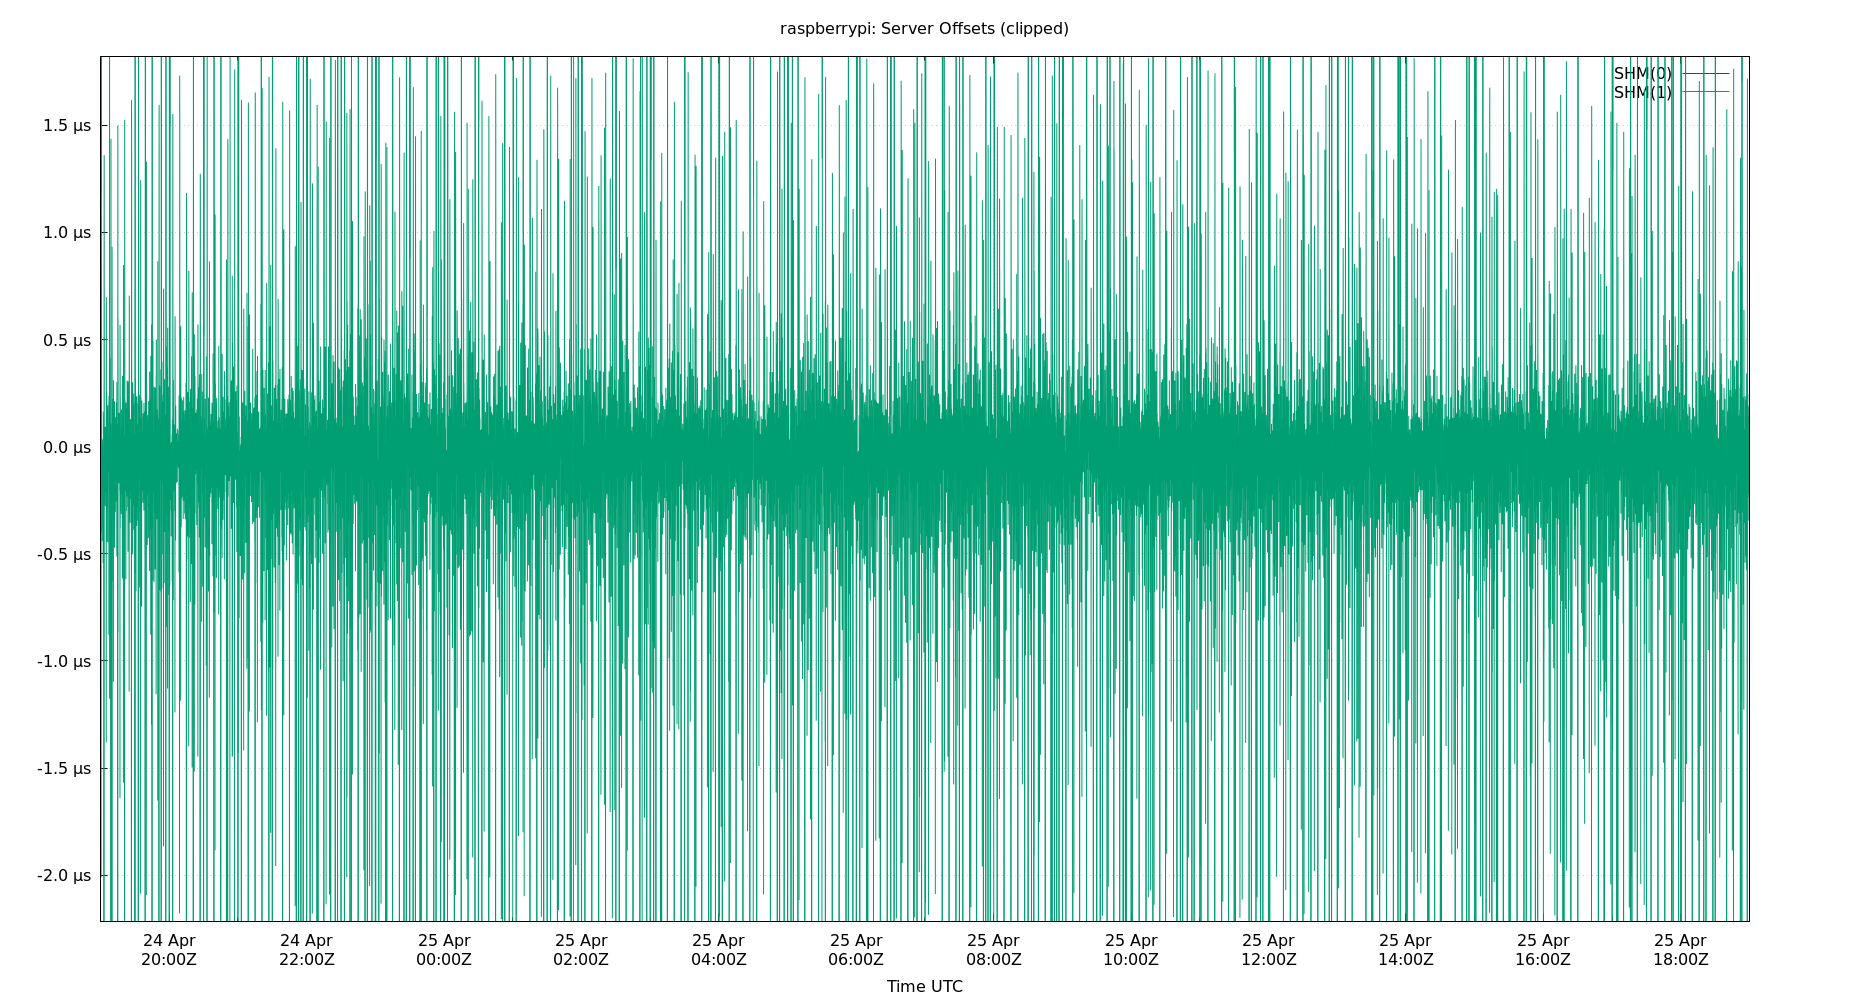 raspberrypi: Server Offsets (clipped)
SHM(0)
SHM(1)
1.5 µs
1.0 µs
0.5 µs
0.0 µs
-0.5 µs
-1.0 µs
-1.5 µs
-2.0 µs
24 Apr 24 Apr 25 Apr 25 Apr 25 Apr 25 Apr 25 Apr 25 Apr 25 Apr 25 Apr 25 Apr 25 Apr
20:00Z 22:00Z 00:00Z 02:00Z 04:00Z 06:00Z 08:00Z 10:00Z 12:00Z 14:00Z 16:00Z 18:00Z
Time UTC